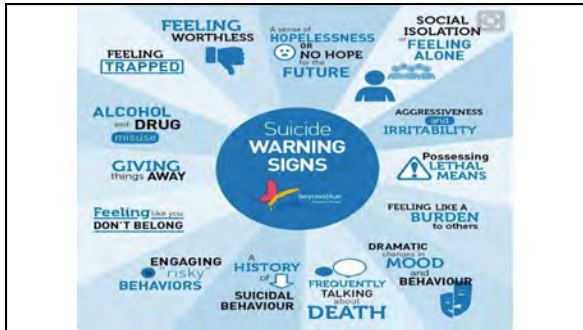 Suicide
WARNING
SIGNS
beyondblue
FEELING
WORTHLESS
A sense of
HOPELESSNESS
OR
NO HOPE
for the
FUTURE
SOCIAL
ISOLATION
or FEELING
ALONE
AGGRESSIVENESS
and
IRRITABILITY
Possessing
LETHAL
MEANS
FEELING LIKE A
BURDEN
to others
DRAMATIC
changes in
MOOD
and
BEHAVIOUR
FREQUENTLY
TALKING
about
DEATH
A
HISTORY
of
SUICIDAL
BEHAVIOUR
ENGAGING
in "risky"
BEHAVIORS
Feeling like you
DON'T BELONG
GIVING
things AWAY
ALCOHOL
and DRUG
misuse
FEELING
TRAPPED